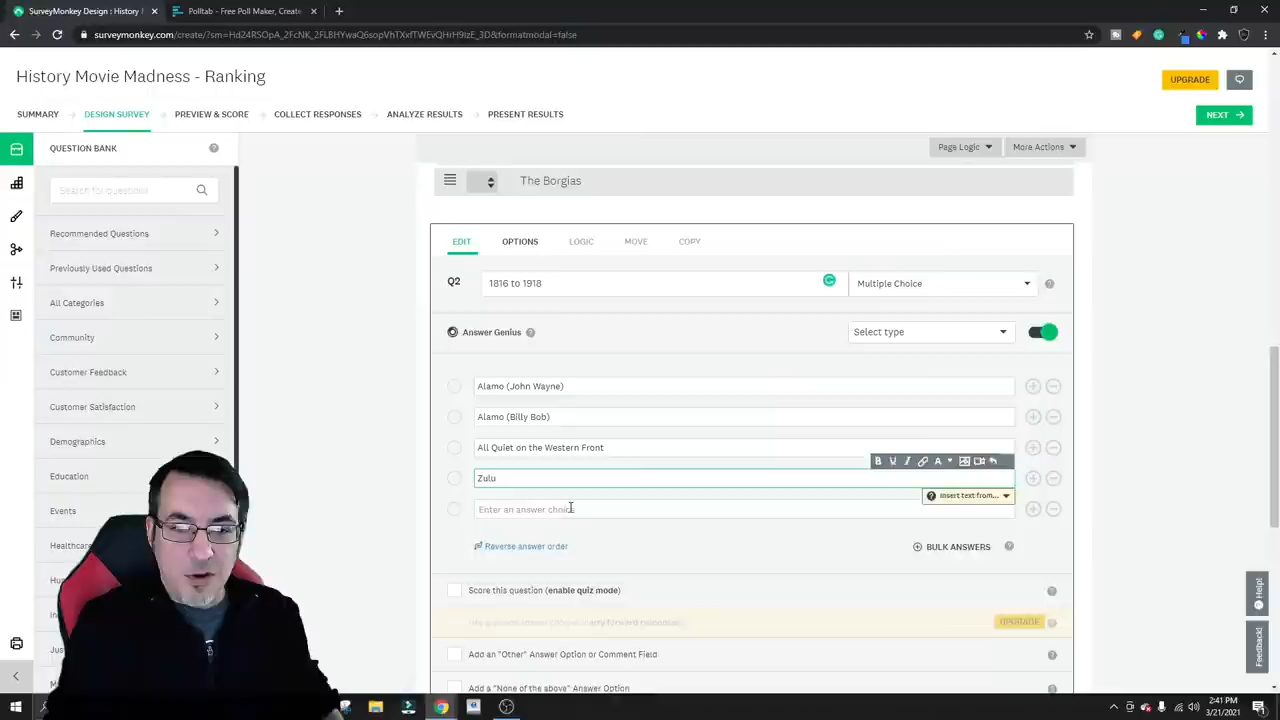 SurveyMonkey Design: History M
Polltab - Free Poll Maker, Create
surveymonkey.com/create/?sm=Hd24RSOpA_2FcNK_2FLBHYwaQ6sopVhTXxfTWEvQHrH9IzE_3D&formatmodal=false
History Movie Madness - Ranking
UPGRADE
SUMMARY
DESIGN SURVEY
PREVIEW & SCORE
COLLECT RESPONSES
ANALYZE RESULTS
PRESENT RESULTS
NEXT
QUESTION BANK
Page Logic
More Actions
Search for questions
The Borgias
Recommended Questions
EDIT
OPTIONS
LOGIC
MOVE
COPY
Previously Used Questions
Q2
1816 to 1918
Multiple Choice
All Categories
Answer Genius
Select type
Community
Customer Feedback
Alamo (John Wayne)
Customer Satisfaction
Alamo (Billy Bob)
Demographics
All Quiet on the Western Front
B U I A
Education
Zulu
Insert text from...
Events
Enter an answer choice
Healthcar
Reverse answer order
BULK ANSWERS
Hu
Score this question (enable quiz mode)
In
UPGRADE
Jus
Add an "Other" Answer Option or Comment Field
M
Add a "None of the above" Answer Option
Help!
Feedback!
2:41 PM
3/21/2021